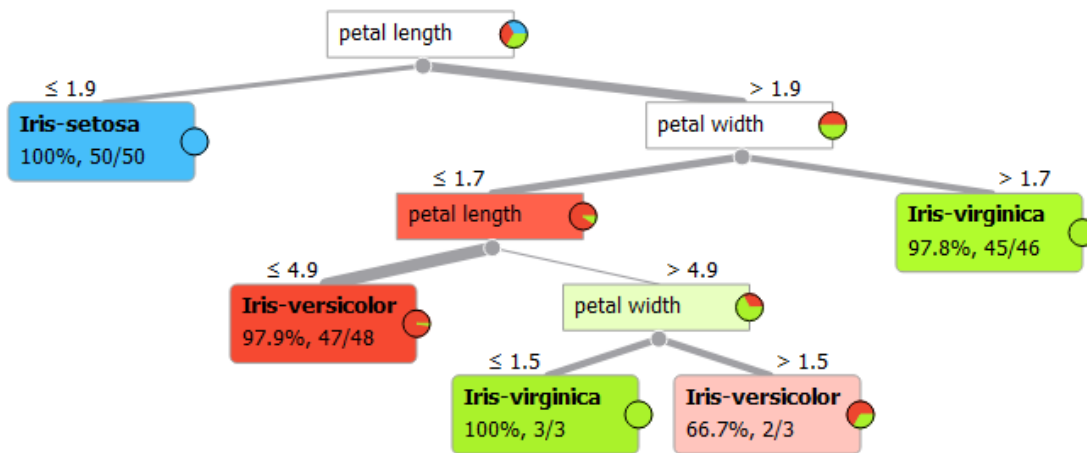 petal length
≤ 1.9
> 1.9
Iris-setosa
100%, 50/50
petal width
≤ 1.7
> 1.7
petal length
Iris-virginica
97.8%, 45/46
≤ 4.9
> 4.9
Iris-versicolor
97.9%, 47/48
petal width
≤ 1.5
> 1.5
Iris-virginica
100%, 3/3
Iris-versicolor
66.7%, 2/3